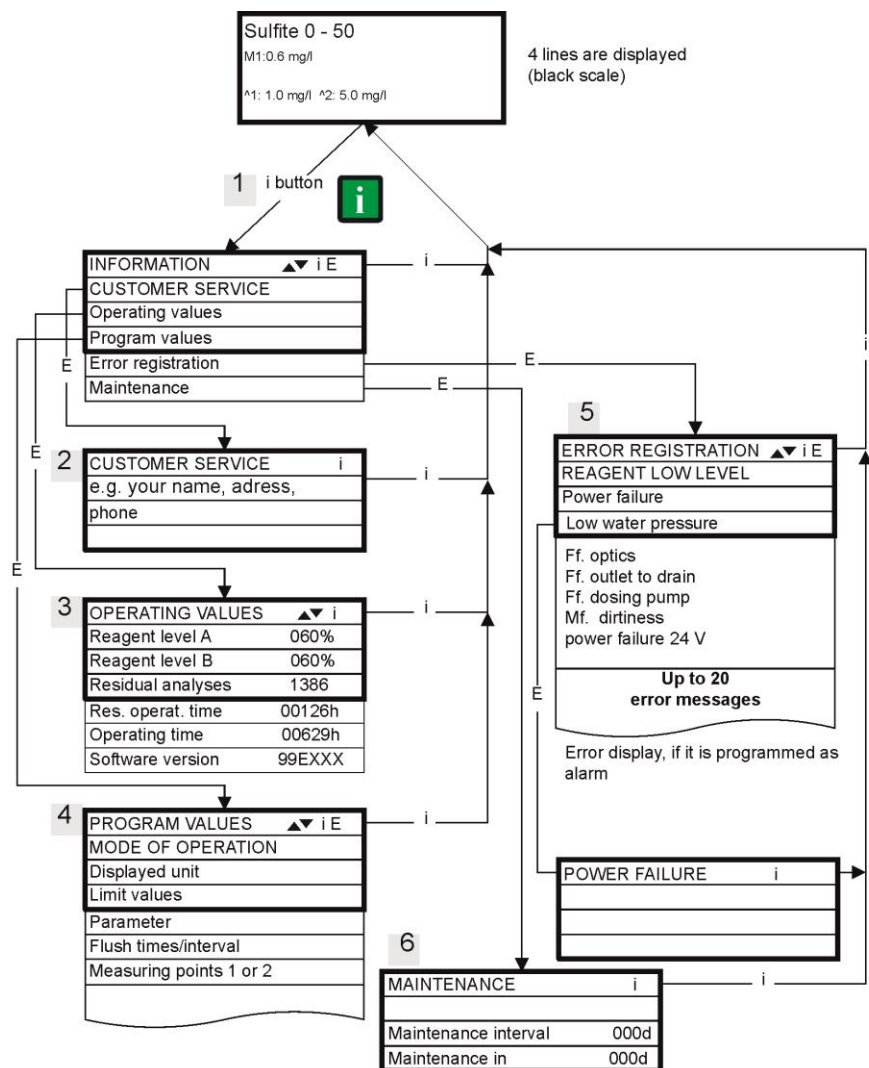 Sulfite 0 - 50
M1:0.6 mg/l
^1: 1.0 mg/l ^2: 5.0 mg/l
4 lines are displayed
(black scale)
1 i button
i
INFORMATION ▲▼ i E
CUSTOMER SERVICE
Operating values
Program values
Error registration
Maintenance
i
E
E
E
E
E
2
CUSTOMER SERVICE i
e.g. your name, adress,
phone
i
3
OPERATING VALUES ▲▼ i
Reagent level A 060%
Reagent level B 060%
Residual analyses 1386
Res. operat. time 00126h
Operating time 00629h
Software version 99EXXX
i
4
PROGRAM VALUES ▲▼ i E
MODE OF OPERATION
Displayed unit
Limit values
Parameter
Flush times/interval
Measuring points 1 or 2
i
5
ERROR REGISTRATION ▲▼ i E
REAGENT LOW LEVEL
Power failure
Low water pressure
Ff. optics
Ff. outlet to drain
Ff. dosing pump
Mf. dirtiness
power failure 24 V
Up to 20
error messages
Error display, if it is programmed as
alarm
i
E
POWER FAILURE i
6
MAINTENANCE i
Maintenance interval 000d
Maintenance in 000d
i